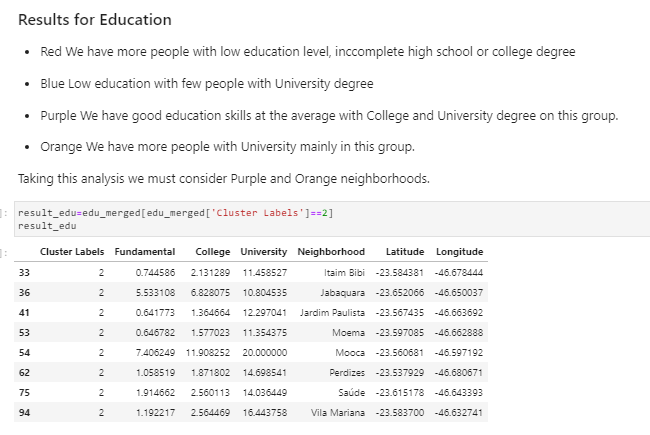 Results for Education
• Red We have more people with low education level, inccomplete high school or college degree
• Blue Low education with few people with University degree
• Purple We have good education skills at the average with College and University degree on this group.
• Orange We have more people with University mainly in this group.
Taking this analysis we must consider Purple and Orange neighborhoods.
]: result_edu=edu_merged[edu_merged['Cluster Labels']==2]
result_edu
]: Cluster Labels Fundamental College University Neighborhood Latitude Longitude
33 2 0.744586 2.131289 11.458527 Itaim Bibi -23.584381 -46.678444
36 2 5.533108 6.828075 10.804535 Jabaquara -23.652066 -46.650037
41 2 0.641773 1.364664 12.297041 Jardim Paulista -23.567435 -46.663692
53 2 0.646782 1.577023 11.354375 Moema -23.597085 -46.662888
54 2 7.406249 11.908252 20.000000 Mooca -23.560681 -46.597192
62 2 1.058519 1.871802 14.698541 Perdizes -23.537929 -46.680671
75 2 1.914662 2.560113 14.036449 Saúde -23.615178 -46.643393
94 2 1.192217 2.564469 16.443758 Vila Mariana -23.583700 -46.632741